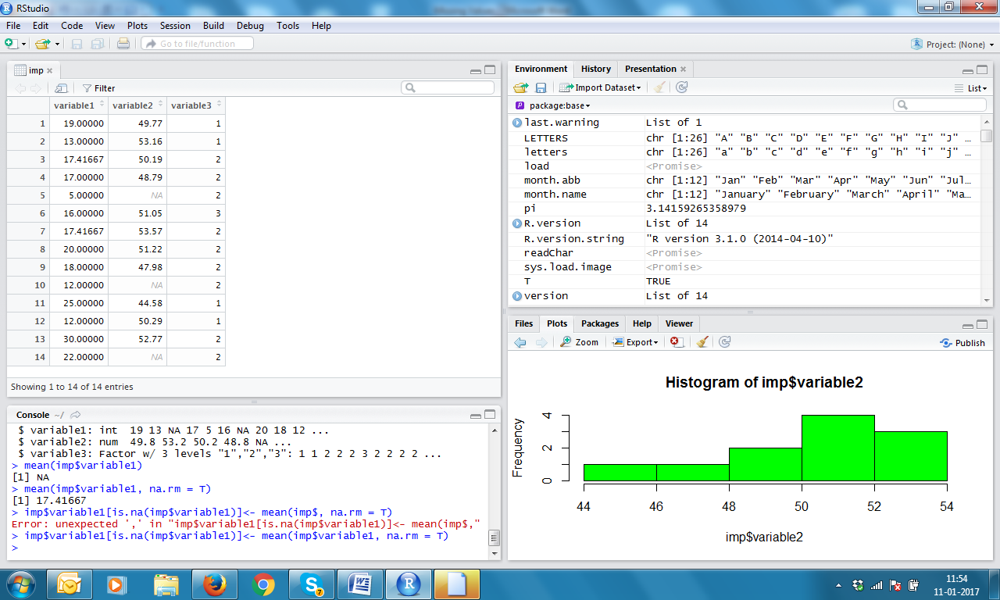 RStudio
File Edit Code View Plots Session Build Debug Tools Help
Go to file/function Project: (None)
imp
Filter
variable1 variable2 variable3
1 19.00000 49.77 1
2 13.00000 53.16 1
3 17.41667 50.19 2
4 17.00000 48.79 2
5 5.00000 NA 2
6 16.00000 51.05 3
7 17.41667 53.57 2
8 20.00000 51.22 2
9 18.00000 47.98 2
10 12.00000 NA 2
11 25.00000 44.58 1
12 12.00000 50.29 1
13 30.00000 52.77 2
14 22.00000 NA 2
Showing 1 to 14 of 14 entries
Console ~/
$ variable1: int 19 13 NA 17 5 16 NA 20 18 12 ...
$ variable2: num 49.8 53.2 50.2 48.8 NA ...
$ variable3: Factor w/ 3 levels "1","2","3": 1 1 2 2 2 3 2 2 2 2 ...
> mean(imp$variable1)
[1] NA
> mean(imp$variable1, na.rm = T)
[1] 17.41667
> imp$variable1[is.na(imp$variable1)]<- mean(imp$, na.rm = T)
Error: unexpected ',' in "imp$variable1[is.na(imp$variable1)]<- mean(imp$,"
> imp$variable1[is.na(imp$variable1)]<- mean(imp$variable1, na.rm = T)
>
Environment History Presentation
Import Dataset List
package:base
last.warning List of 1
LETTERS chr [1:26] "A" "B" "C" "D" "E" "F" "G" "H" "I" "J" ...
letters chr [1:26] "a" "b" "c" "d" "e" "f" "g" "h" "i" "j" ...
load <Promise>
month.abb chr [1:12] "Jan" "Feb" "Mar" "Apr" "May" "Jun" "Jul...
month.name chr [1:12] "January" "February" "March" "April" "Ma...
pi 3.14159265358979
R.version List of 14
R.version.string "R version 3.1.0 (2014-04-10)"
readChar <Promise>
sys.load.image <Promise>
T TRUE
version List of 14
Files Plots Packages Help Viewer
Zoom Export Publish
Histogram of imp$variable2
Frequency
0 2 4
44 46 48 50 52 54
imp$variable2
7
11:54
11-01-2017